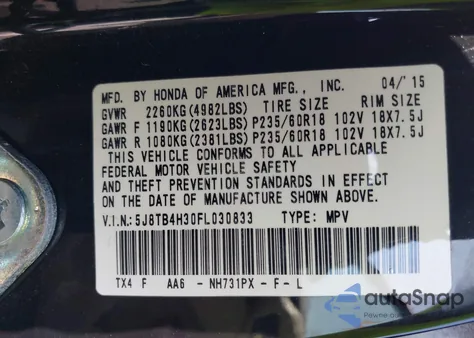 MFD. BY HONDA OF AMERICA MFG., INC. 04/'15
GVWR 2260KG(4982LBS) TIRE SIZE RIM SIZE
GAWR F 1190KG(2623LBS) P235/60R18 102V 18X7.5J
GAWR R 1080KG(2381LBS) P235/60R18 102V 18X7.5J
THIS VEHICLE CONFORMS TO ALL APPLICABLE
FEDERAL MOTOR VEHICLE SAFETY
AND THEFT PREVENTION STANDARDS IN EFFECT
ON THE DATE OF MANUFACTURE
SHOWN ABOVE.
V.I.N.:5J8TB4H30FL030833 TYPE: MPV
TX4 F AA6 - NH731PX - F - L
autoSnap